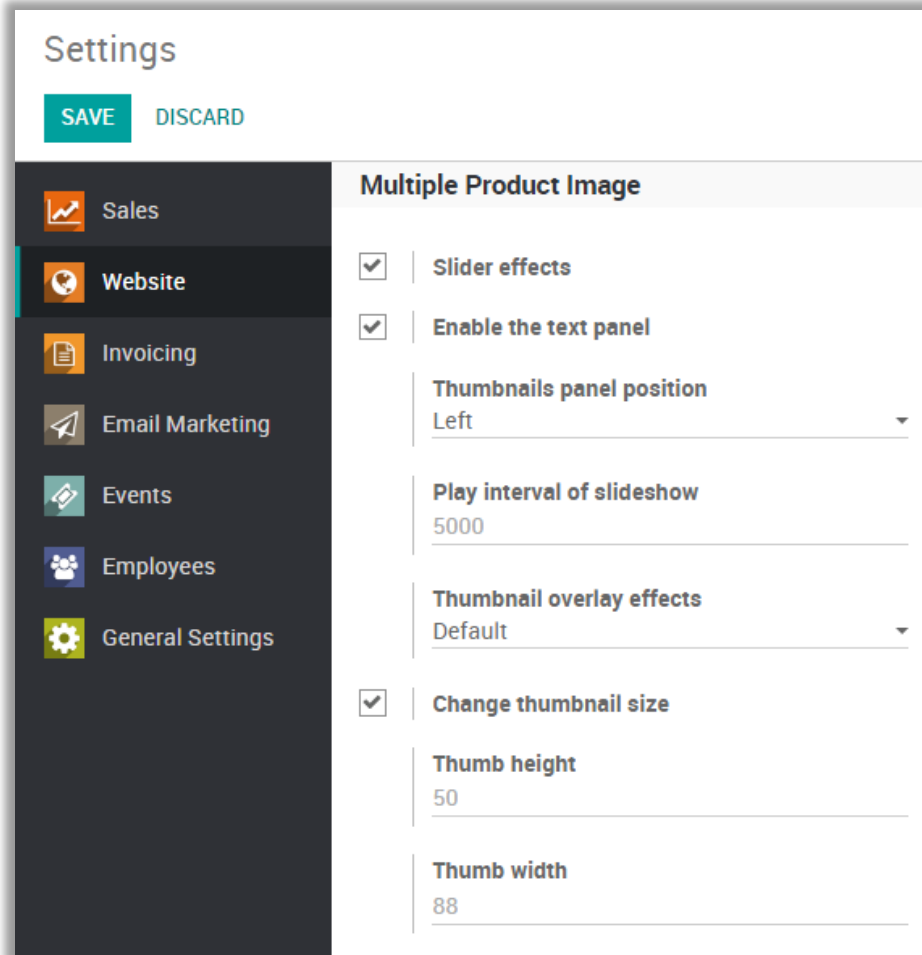 Settings
SAVE DISCARD
Sales
Website
Invoicing
Email Marketing
Events
Employees
General Settings
Multiple Product Image
Slider effects
Enable the text panel
Thumbnails panel position
Left
Play interval of slideshow
5000
Thumbnail overlay effects
Default
Change thumbnail size
Thumb height
50
Thumb width
88